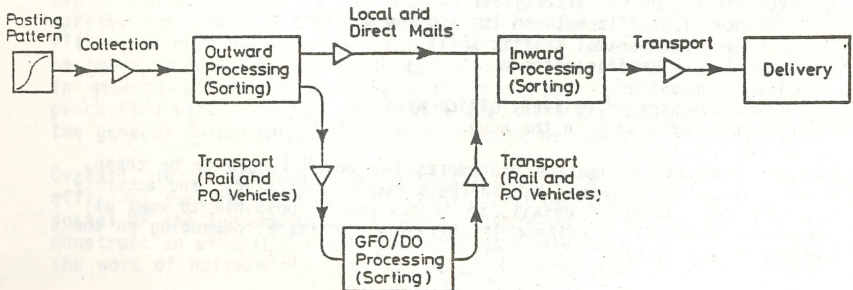 Posting
Pattern
Collection
Outward
Processing
(Sorting)
Local and
Direct Mails
Inward
Processing
(Sorting)
Transport
Delivery
Transport
(Rail and
P.O. Vehicles)
Transport
(Rail and
P.O. Vehicles)
GFO/DO
Processing
(Sorting)